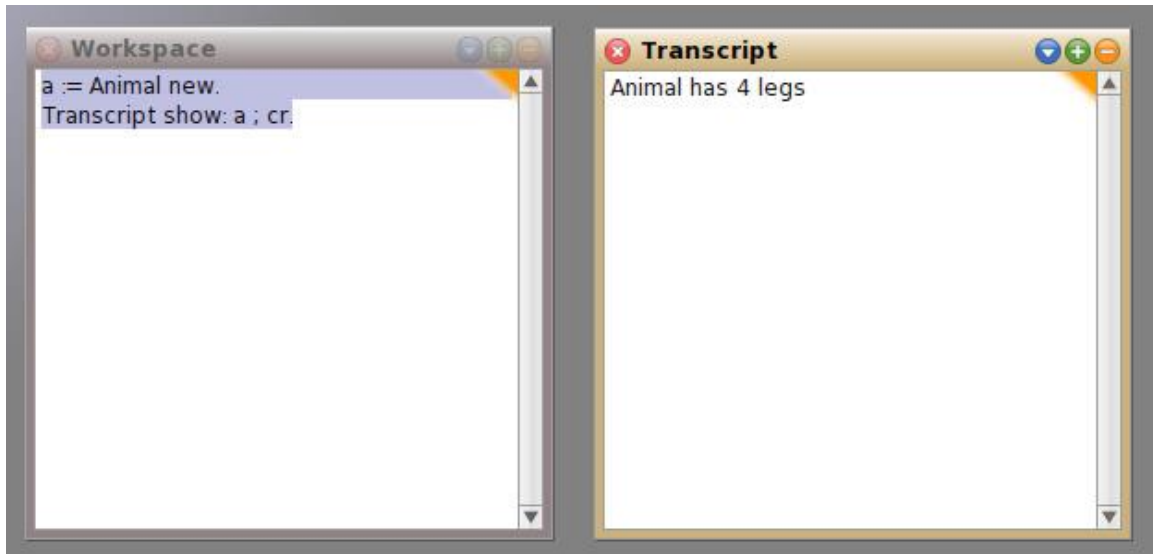 Workspace
a := Animal new.
Transcript show: a ; cr.
Transcript
Animal has 4 legs